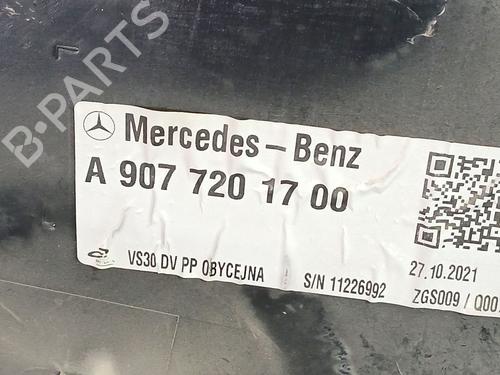 B-PARTS
Mercedes-Benz
A 907 720 17 00
VS30 DV PP OBYCEJNA
S/N 11226992
27.10.2021
ZGS009 / Q00